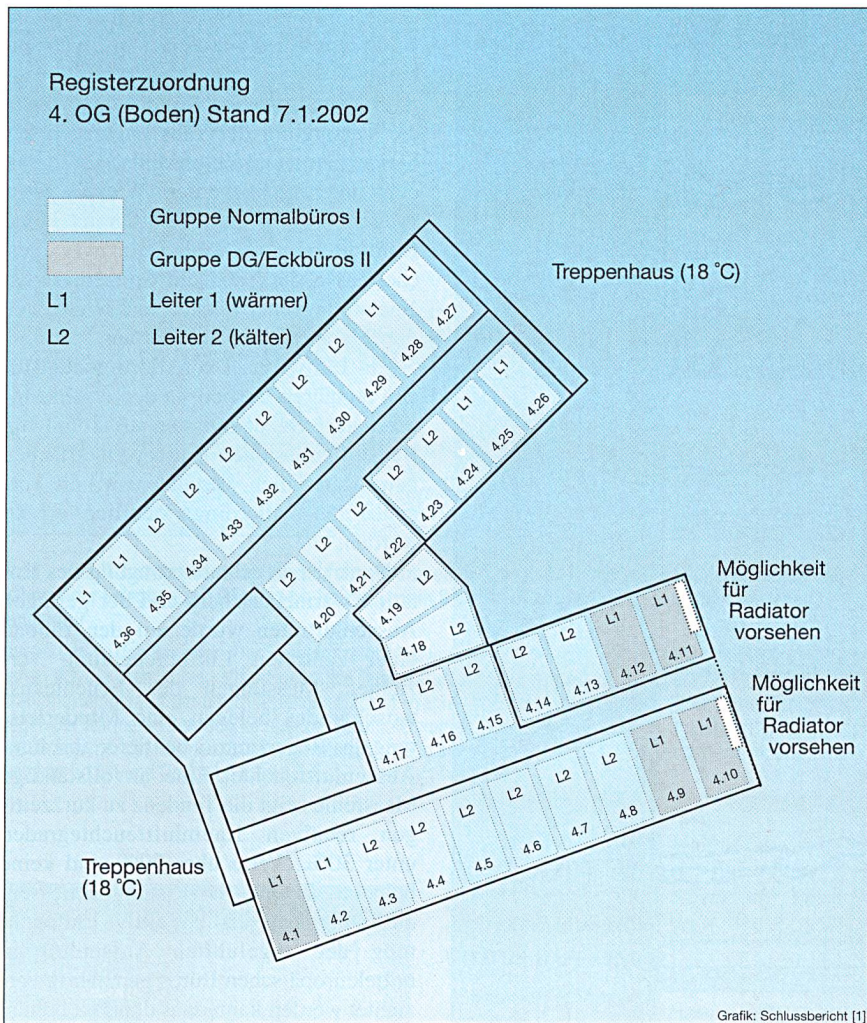 Registerzuordnung
4. OG (Boden) Stand 7.1.2002
Gruppe Normalbüros I
Gruppe DG/Eckbüros II
L1 Leiter 1 (wärmer)
L2 Leiter 2 (kälter)
Treppenhaus (18 °C)
L1 4.27
L1 4.28
L2 4.29
L2 4.30
L2 4.31
L2 4.32
L2 4.33
L2 4.34
L1 4.35
L1 4.36
L1 4.26
L1 4.25
L2 4.24
L2 4.23
L2 4.22
L2 4.21
L2 4.20
4.19 L2
4.18 L2
Möglichkeit
für
Radiator
vorsehen
L2 4.17
L2 4.16
L2 4.15
L2 4.14
L2 4.13
L1 4.12
L1 4.11
Möglichkeit
für
Radiator
vorsehen
Treppenhaus
(18 °C)
L1 4.1
L1 4.2
L2 4.3
L2 4.4
L2 4.5
L2 4.6
L2 4.7
L2 4.8
L1 4.9
L1 4.10
Grafik: Schlussbericht [1]